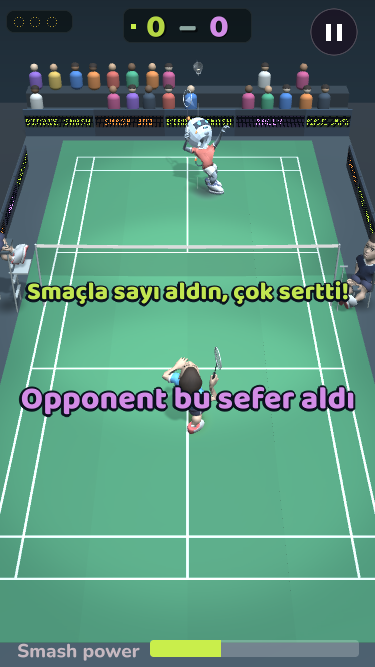 0 – 0
Smaçla sayı aldın, çok sertti!
Opponent bu sefer aldı
Smash power